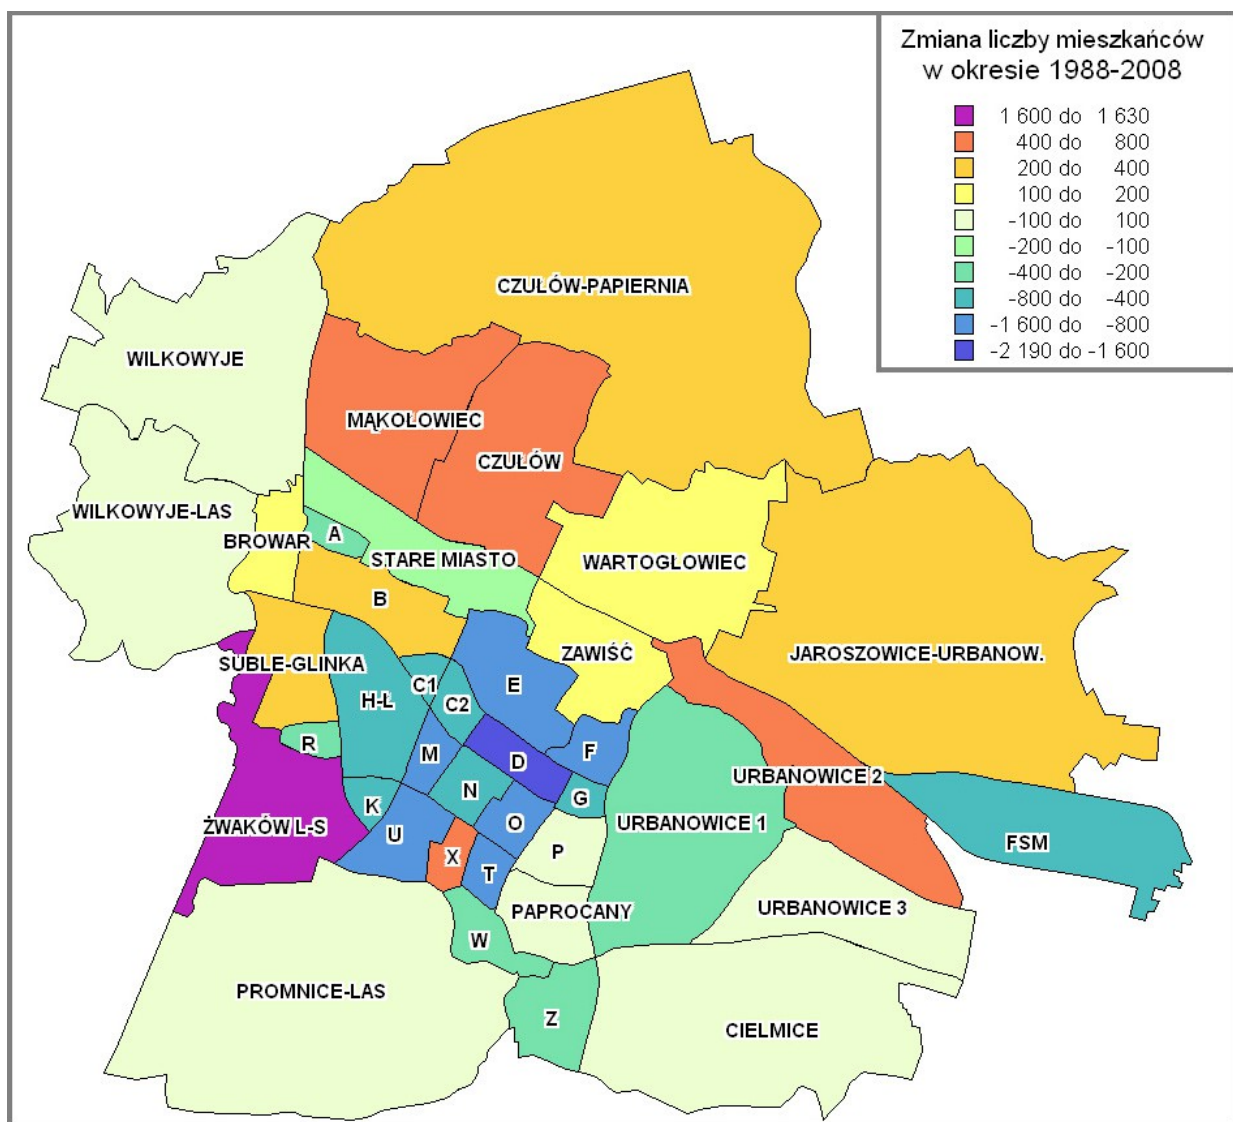 Zmiana liczby mieszkańców
w okresie 1988-2008
1 600 do 1 630
400 do 800
200 do 400
100 do 200
-100 do 100
-200 do -100
-400 do -200
-800 do -400
-1 600 do -800
-2 190 do -1 600
CZUŁÓW-PAPIERNIA
WILKOWYJE
MĄKOŁOWIEC
CZUŁÓW
WILKOWYJE-LAS
BROWAR
A
STARE MIASTO
WARTOGŁOWIEC
B
ZAWIŚĆ
JAROSZOWICE-URBANOW.
SUBLE-GLINKA
C1
E
H-Ł
C2
R
M
D
F
URBANOWICE 2
N
G
K
ŻWAKÓW L-S
U
O
URBANOWICE 1
FSM
X
P
T
PAPROCANY
URBANOWICE 3
W
PROMNICE-LAS
Z
CIELMICE